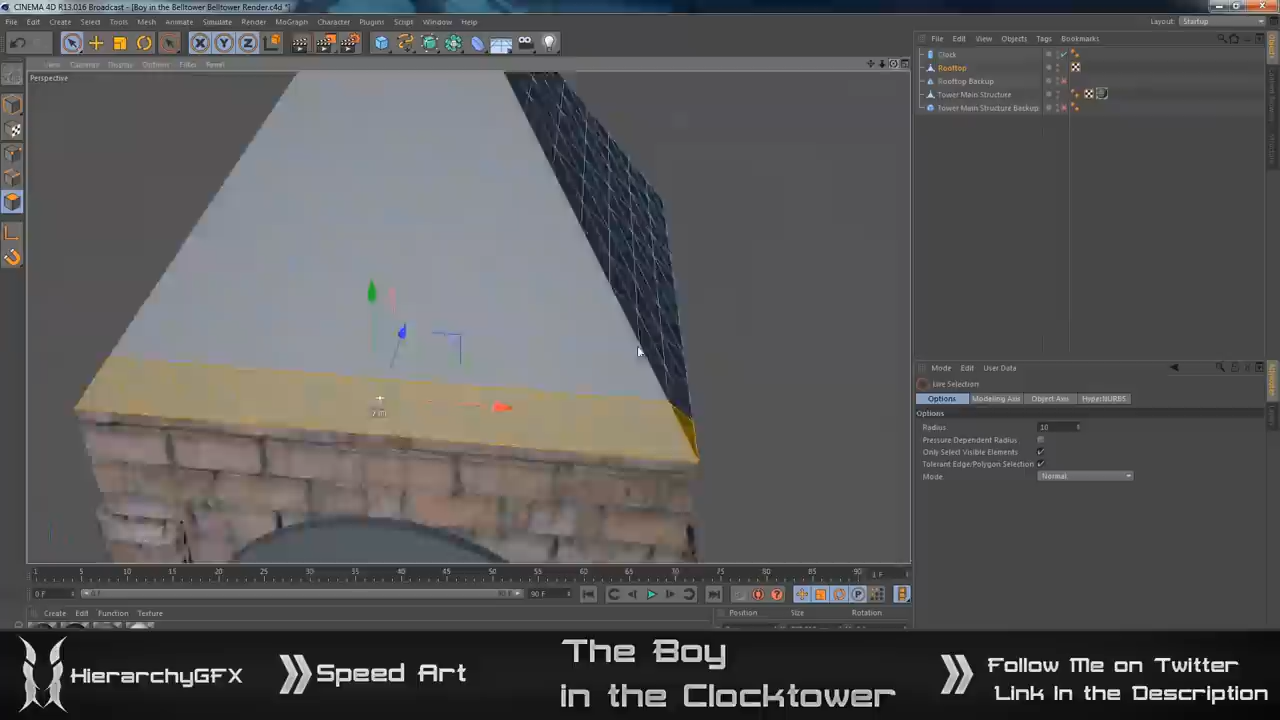 CINEMA 4D R13.016 Broadcast - [Boy in the Belltower Belltower Render.c4d *]
File Edit Create Select Tools Mesh Animate Simulate Render MoGraph Character Plugins Script Window Help
Layout: Startup
View Cameras Display Options Filter Panel
Perspective
File Edit View Objects Tags Bookmarks
Clock
Rooftop
Rooftop Backup
Tower Main Structure
Tower Main Structure Backup
Mode Edit User Data
Live Selection
Options Modeling Axis Object Axis HyperNURBS
Options
Radius 10
Pressure Dependent Radius
Only Select Visible Elements
Tolerant Edge/Polygon Selection
Mode Normal
5 10 15 20 25 30 35 40 45 50 55 60 65 70 75 80 85 90
0 F 90 F
Create Edit Function Texture
Position Size Rotation
HierarchyGFX
Speed Art
The Boy
in the Clocktower
Follow Me on Twitter
Link In the Description